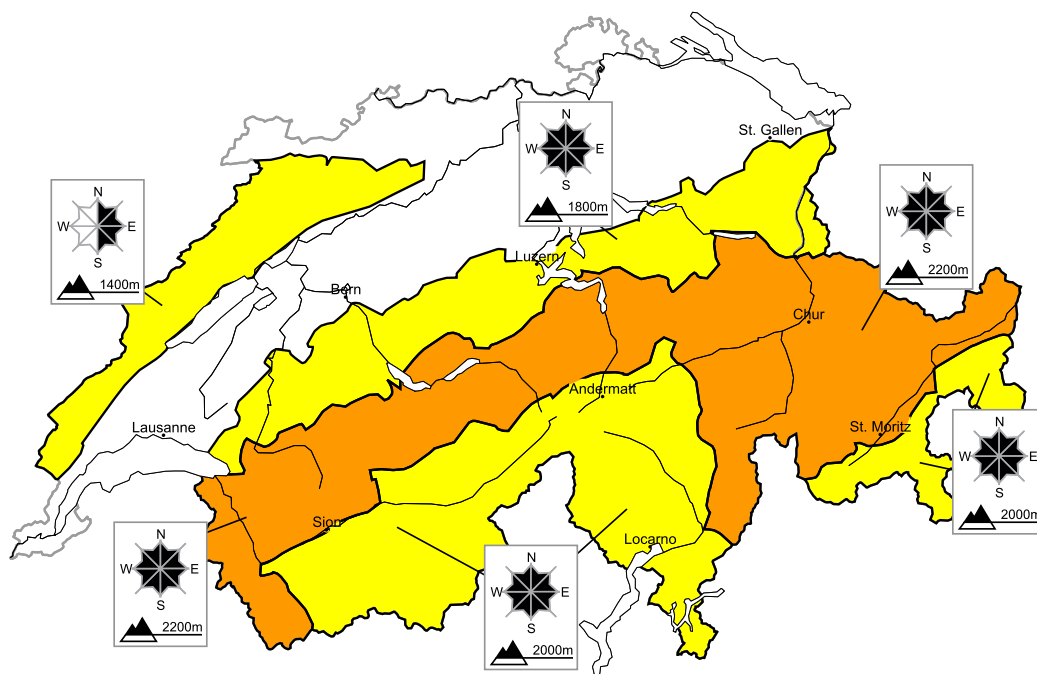 St. Gallen
N
W E
S
1800m
N
W E
S
2200m
N
W E
S
1400m
Luzern
Bern
Chur
Andermatt
Lausanne
St. Moritz
N
W E
S
2000m
Sion
Locarno
N
W E
S
2200m
N
W E
S
2000m